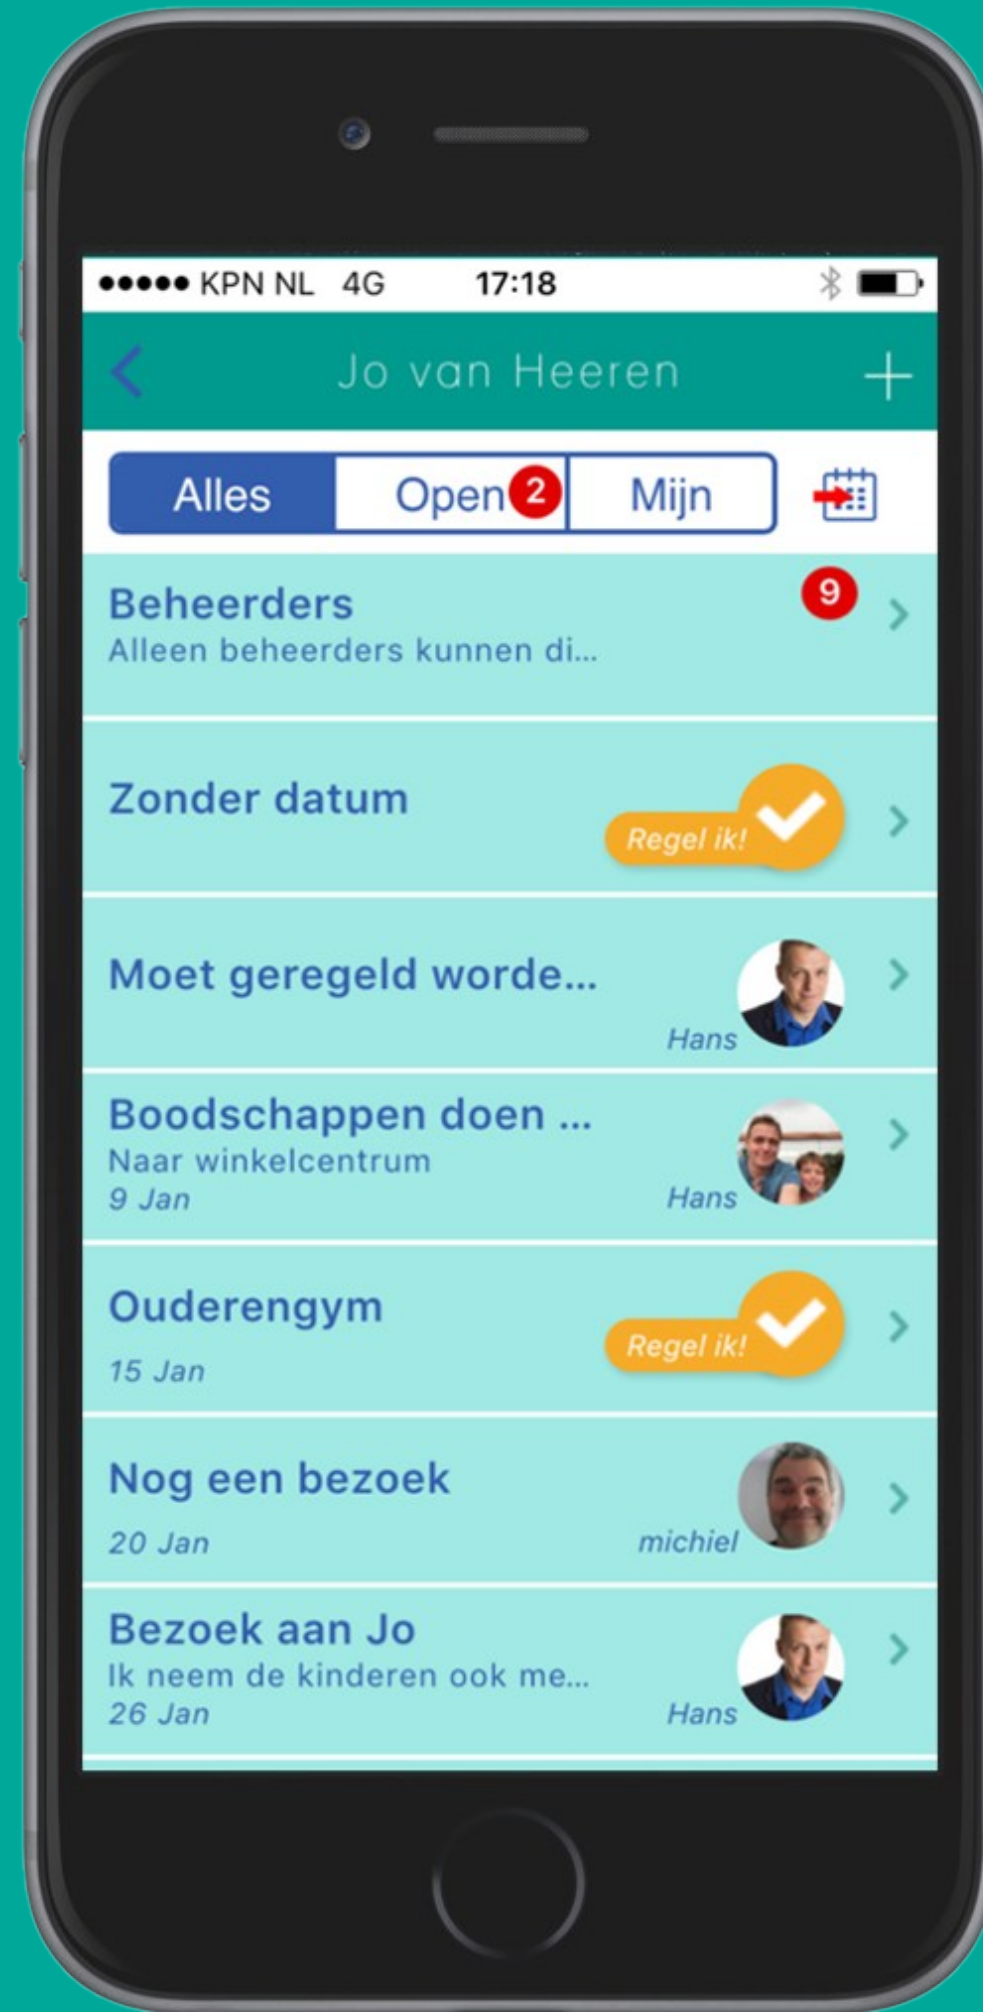 KPN NL 4G 17:18
Jo van Heeren
Alles Open 2 Mijn
Beheerders 9
Alleen beheerders kunnen di...
Zonder datum
Regel ik!
Moet geregeld worde...
Hans
Boodschappen doen ...
Naar winkelcentrum
9 Jan Hans
Ouderengym
Regel ik!
15 Jan
Nog een bezoek
20 Jan michiel
Bezoek aan Jo
Ik neem de kinderen ook me...
26 Jan Hans